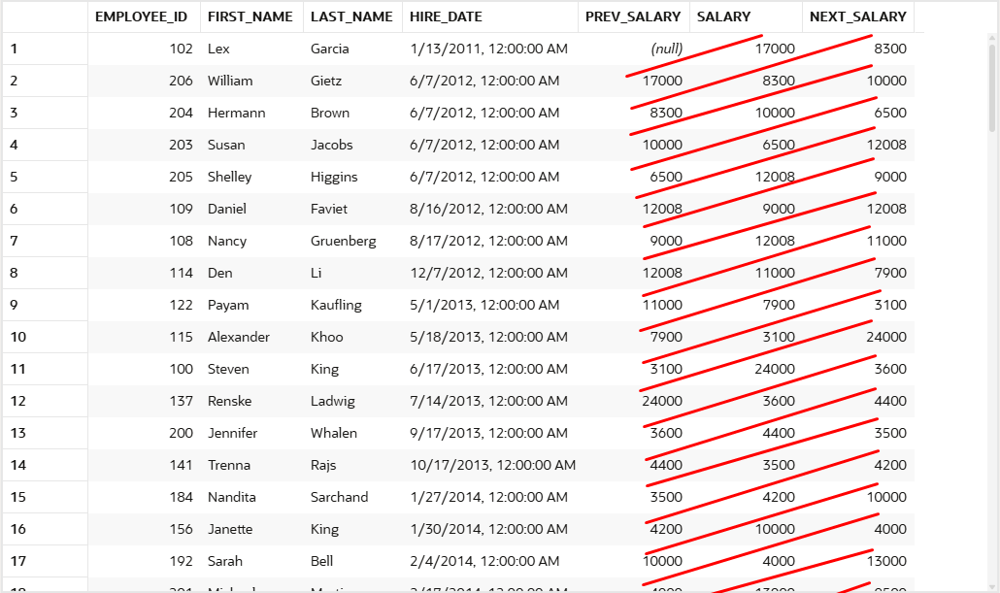 EMPLOYEE_ID FIRST_NAME LAST_NAME HIRE_DATE PREV_SALARY SALARY NEXT_SALARY
1 102 Lex Garcia 1/13/2011, 12:00:00 AM (null) 17000 8300
2 206 William Gietz 6/7/2012, 12:00:00 AM 17000 8300 10000
3 204 Hermann Brown 6/7/2012, 12:00:00 AM 8300 10000 6500
4 203 Susan Jacobs 6/7/2012, 12:00:00 AM 10000 6500 12008
5 205 Shelley Higgins 6/7/2012, 12:00:00 AM 6500 12008 9000
6 109 Daniel Faviet 8/16/2012, 12:00:00 AM 12008 9000 12008
7 108 Nancy Gruenberg 8/17/2012, 12:00:00 AM 9000 12008 11000
8 114 Den Li 12/7/2012, 12:00:00 AM 12008 11000 7900
9 122 Payam Kaufling 5/1/2013, 12:00:00 AM 11000 7900 3100
10 115 Alexander Khoo 5/18/2013, 12:00:00 AM 7900 3100 24000
11 100 Steven King 6/17/2013, 12:00:00 AM 3100 24000 3600
12 137 Renske Ladwig 7/14/2013, 12:00:00 AM 24000 3600 4400
13 200 Jennifer Whalen 9/17/2013, 12:00:00 AM 3600 4400 3500
14 141 Trenna Rajs 10/17/2013, 12:00:00 AM 4400 3500 4200
15 184 Nandita Sarchand 1/27/2014, 12:00:00 AM 3500 4200 10000
16 156 Janette King 1/30/2014, 12:00:00 AM 4200 10000 4000
17 192 Sarah Bell 2/4/2014, 12:00:00 AM 10000 4000 13000